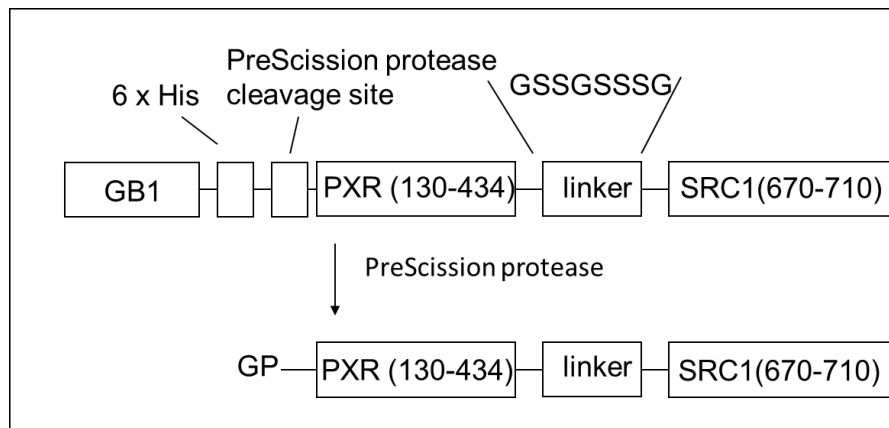 PreScission protease
cleavage site
GSSGSSSG
6 x His
GB1
PXR (130-434)
linker
SRC1(670-710)
PreScission protease
GP
PXR (130-434)
linker
SRC1(670-710)